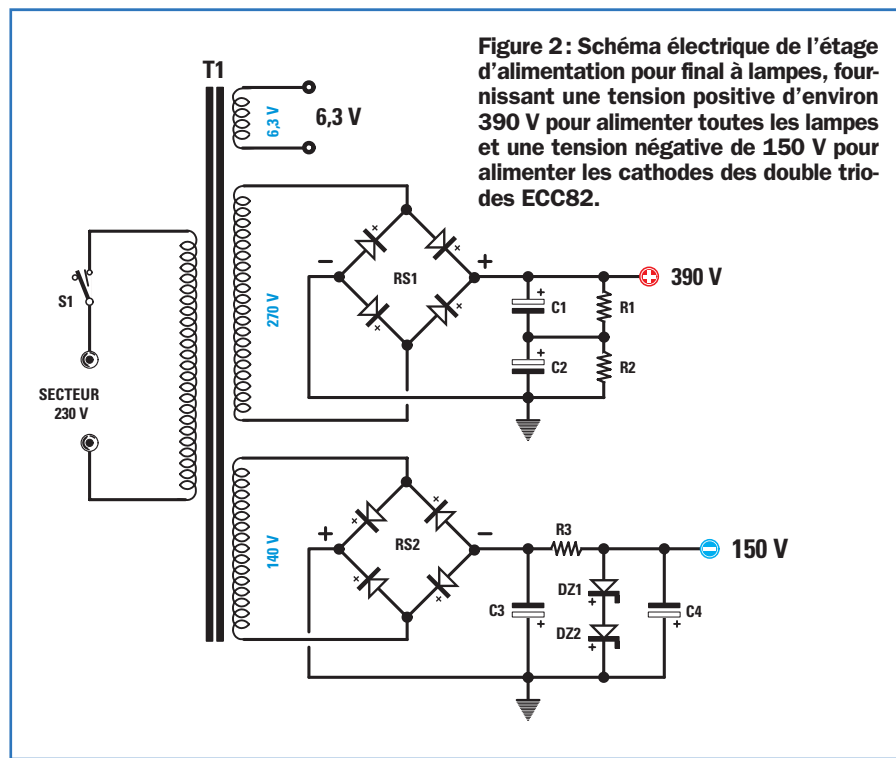 Figure 2: Schéma électrique de l'étage
d'alimentation pour final à lampes, four-
nissant une tension positive d'environ
390 V pour alimenter toutes les lampes
et une tension négative de 150 V pour
alimenter les cathodes des double trio-
des ECC82.
T1
6,3 V
6,3 V
S1
SECTEUR
230 V
270 V
RS1
−
+
+
C1
+
C2
R1
R2
390 V
140 V
+
RS2
−
R3
C3
+
DZ1
+
DZ2
+
C4
+
150 V